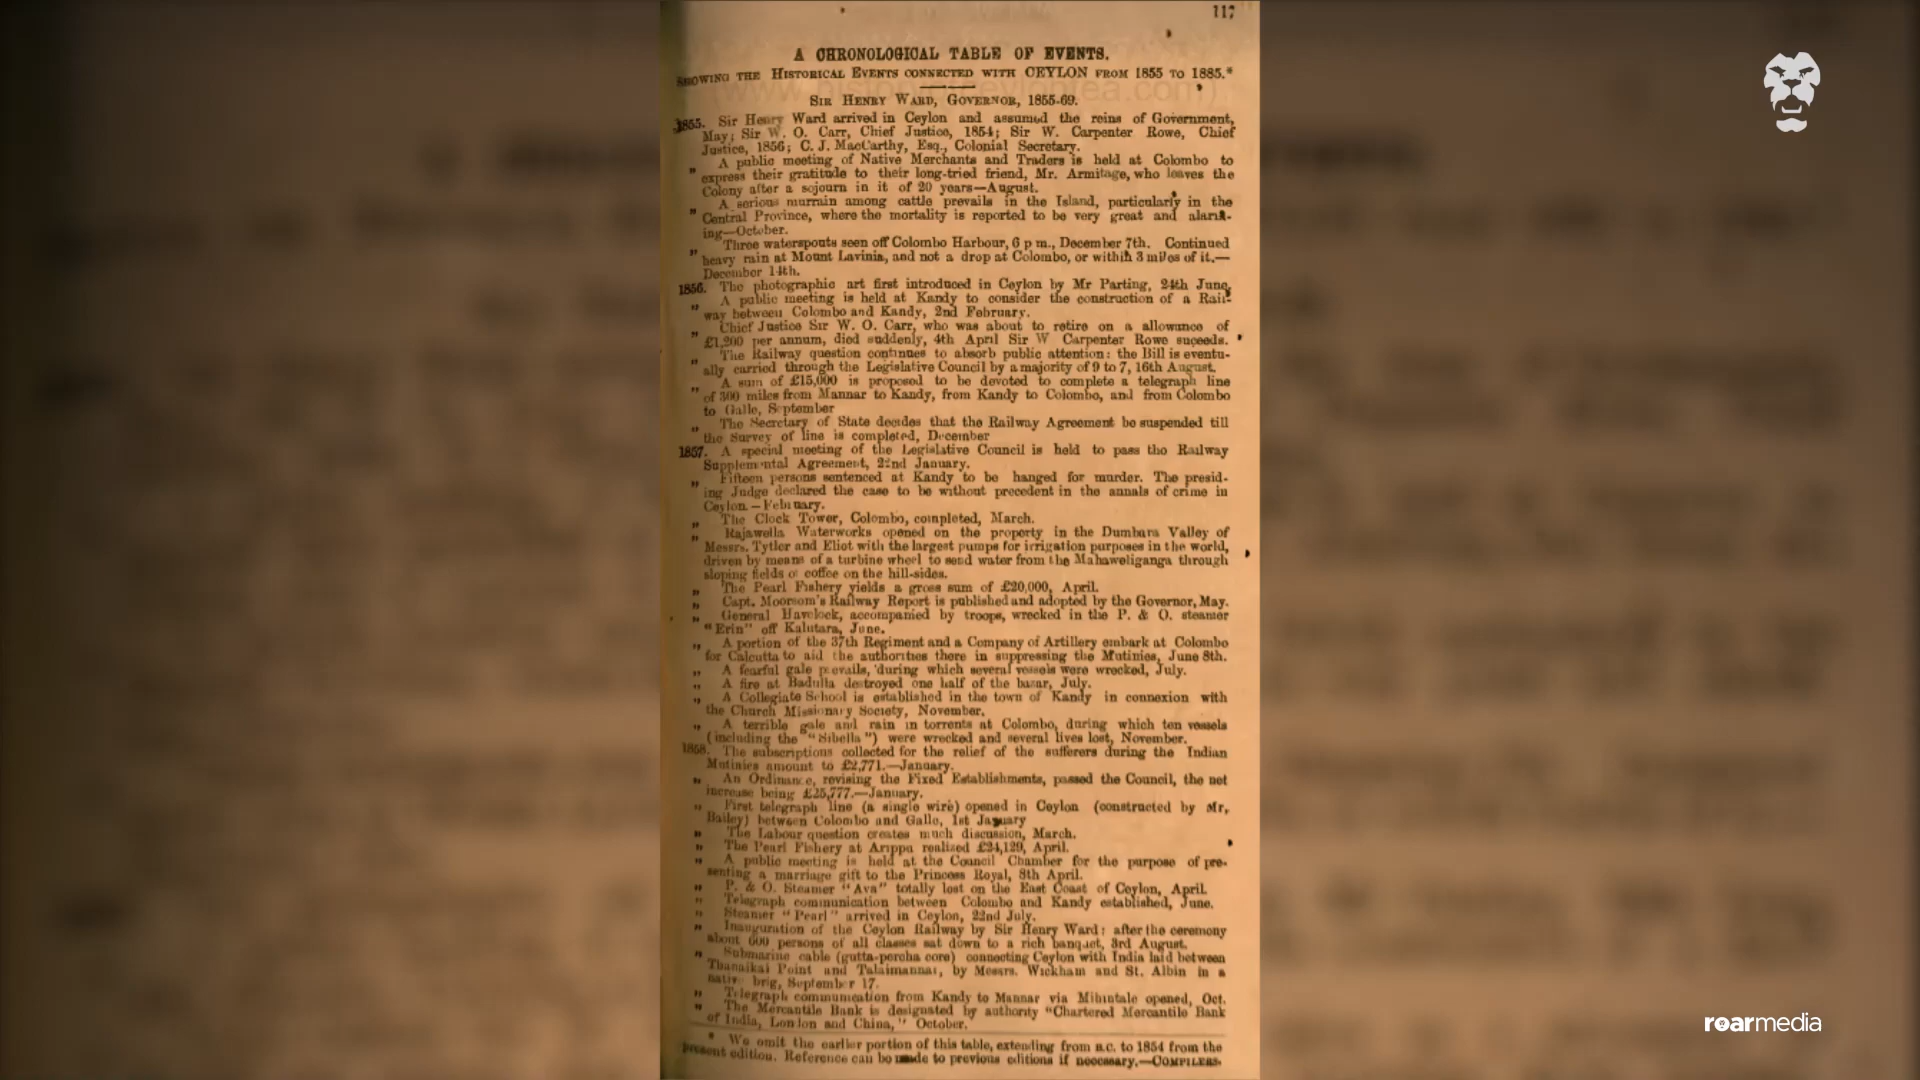 117
A CHRONOLOGICAL TABLE OF EVENTS.
SHOWING THE HISTORICAL EVENTS CONNECTED WITH CEYLON FROM 1855 TO 1885.*
SIR HENRY WARD, GOVERNOR, 1855-69.
1855. Sir Henry Ward arrived in Ceylon and assumed the reins of Government,
May; Sir W. O. Carr, Chief Justice, 1854; Sir W. Carpenter Rowe, Chief
Justice, 1856; C. J. MacCarthy, Esq., Colonial Secretary.
" A public meeting of Native Merchants and Traders is held at Colombo to
express their gratitude to their long-tried friend, Mr. Armitage, who leaves the
Colony after a sojourn in it of 20 years—August.
" A serious murrain among cattle prevails in the Island, particularly in the
Central Province, where the mortality is reported to be very great and alarm-
ing—October.
" Three waterspouts seen off Colombo Harbour, 6 p m., December 7th. Continued
heavy rain at Mount Lavinia, and not a drop at Colombo, or within 3 miles of it.—
December 14th.
1856. The photographic art first introduced in Ceylon by Mr Parting, 24th June.
" A public meeting is held at Kandy to consider the construction of a Rail-
way between Colombo and Kandy, 2nd February.
" Chief Justice Sir W. O. Carr, who was about to retire on a allowance of
£1,200 per annum, died suddenly, 4th April Sir W Carpenter Rowe suceeds.
" The Railway question continues to absorb public attention: the Bill is eventu-
ally carried through the Legislative Council by a majority of 9 to 7, 16th August.
" A sum of £15,000 is proposed to be devoted to complete a telegraph line
of 300 miles from Mannar to Kandy, from Kandy to Colombo, and from Colombo
to Galle, September
" The Secretary of State decides that the Railway Agreement be suspended till
the Survey of line is completed, December
1857. A special meeting of the Legislative Council is held to pass the Railway
Supplemental Agreement, 22nd January.
" Fifteen persons sentenced at Kandy to be hanged for murder. The presid-
ing Judge declared the case to be without precedent in the annals of crime in
Ceylon.—February.
" The Clock Tower, Colombo, completed, March.
" Rajawella Waterworks opened on the property in the Dumbara Valley of
Messrs. Tytler and Eliot with the largest pumps for irrigation purposes in the world,
driven by means of a turbine wheel to send water from the Mahaweliganga through
sloping fields of coffee on the hill-sides.
" The Pearl Fishery yields a gross sum of £20,000, April.
" Capt. Moorsom's Railway Report is published and adopted by the Governor, May.
" General Havelock, accompanied by troops, wrecked in the P. & O. steamer
"Erin" off Kalutara, June.
" A portion of the 37th Regiment and a Company of Artillery embark at Colombo
for Calcutta to aid the authorities there in suppressing the Mutinies, June 8th.
" A fearful gale prevails, during which several vessels were wrecked, July.
" A fire at Badulla destroyed one half of the bazar, July.
" A Collegiate School is established in the town of Kandy in connexion with
the Church Missionary Society, November.
" A terrible gale and rain in torrents at Colombo, during which ten vessels
(including the "Sibella") were wrecked and several lives lost, November.
1858. The subscriptions collected for the relief of the sufferers during the Indian
Mutinies amount to £2,771.—January.
" An Ordinance, revising the Fixed Establishments, passed the Council, the net
increase being £25,777.—January.
" First telegraph line (a single wire) opened in Ceylon (constructed by Mr,
Bailey) between Colombo and Galle, 1st January
" The Labour question creates much discussion, March.
" The Pearl Fishery at Arippu realized £24,120, April.
" A public meeting is held at the Council Chamber for the purpose of pre-
senting a marriage gift to the Princess Royal, 8th April.
" P. & O. Steamer "Ava" totally lost on the East Coast of Ceylon, April.
" Telegraph communication between Colombo and Kandy established, June.
" Steamer "Pearl" arrived in Ceylon, 22nd July.
" Inauguration of the Ceylon Railway by Sir Henry Ward: after the ceremony
about 600 persons of all classes sat down to a rich banquet, 3rd August.
" Submarine cable (gutta-percha core) connecting Ceylon with India laid between
Thanaikai Point and Talaimannar, by Messrs. Wickham and St. Albin in a
native brig, September 17.
" Telegraph communication from Kandy to Mannar via Mihintale opened, Oct.
" The Mercantile Bank is designated by authority "Chartered Mercantile Bank
of India, London and China," October.
* We omit the earlier portion of this table, extending from B.C. to 1854 from the
present edition. Reference can be made to previous editions if necessary.—COMPILERS.
roarmedia